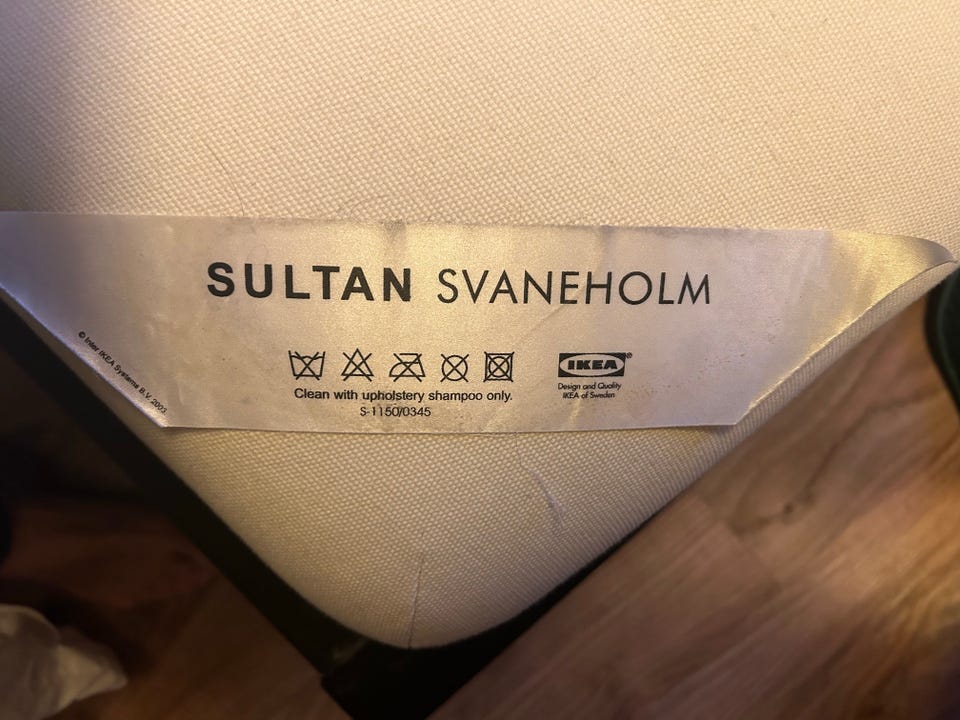 SULTAN SVANEHOLM
© Inter IKEA Systems B.V. 2003
Clean with upholstery shampoo only.
S-1150/0345
IKEA®
Design and Quality
IKEA of Sweden